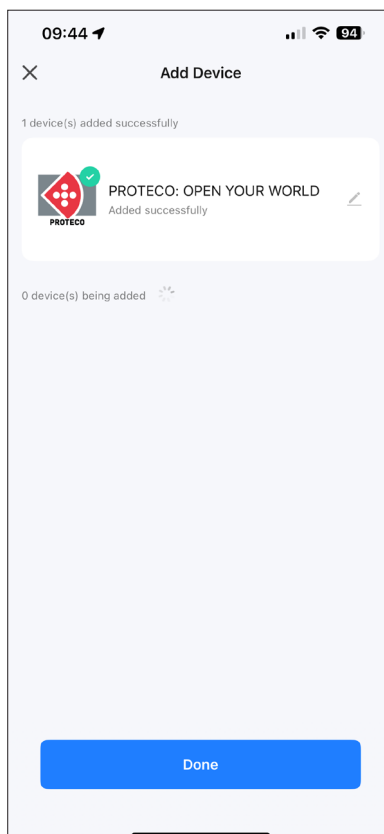 09:44
94
Add Device
1 device(s) added successfully
PROTECO: OPEN YOUR WORLD
Added successfully
PROTECO
0 device(s) being added
Done